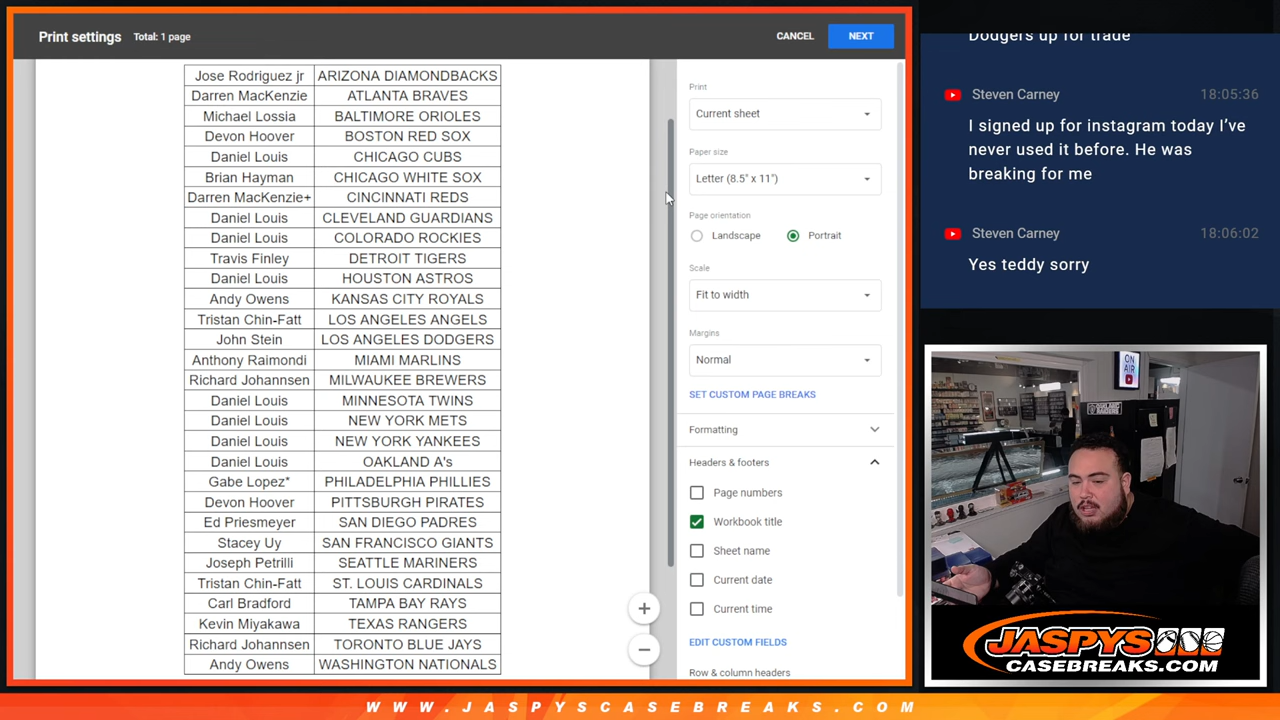 Print settings Total: 1 page CANCEL NEXT
Jose Rodriguez jr ARIZONA DIAMONDBACKS
Darren MacKenzie ATLANTA BRAVES
Michael Lossia BALTIMORE ORIOLES
Devon Hoover BOSTON RED SOX
Daniel Louis CHICAGO CUBS
Brian Hayman CHICAGO WHITE SOX
Darren MacKenzie+ CINCINNATI REDS
Daniel Louis CLEVELAND GUARDIANS
Daniel Louis COLORADO ROCKIES
Travis Finley DETROIT TIGERS
Daniel Louis HOUSTON ASTROS
Andy Owens KANSAS CITY ROYALS
Tristan Chin-Fatt LOS ANGELES ANGELS
John Stein LOS ANGELES DODGERS
Anthony Raimondi MIAMI MARLINS
Richard Johannsen MILWAUKEE BREWERS
Daniel Louis MINNESOTA TWINS
Daniel Louis NEW YORK METS
Daniel Louis NEW YORK YANKEES
Daniel Louis OAKLAND A's
Gabe Lopez* PHILADELPHIA PHILLIES
Devon Hoover PITTSBURGH PIRATES
Ed Priesmeyer SAN DIEGO PADRES
Stacey Uy SAN FRANCISCO GIANTS
Joseph Petrilli SEATTLE MARINERS
Tristan Chin-Fatt ST. LOUIS CARDINALS
Carl Bradford TAMPA BAY RAYS
Kevin Miyakawa TEXAS RANGERS
Richard Johannsen TORONTO BLUE JAYS
Andy Owens WASHINGTON NATIONALS
Print
Current sheet
Paper size
Letter (8.5" x 11")
Page orientation
Landscape Portrait
Scale
Fit to width
Margins
Normal
SET CUSTOM PAGE BREAKS
Formatting
Headers & footers
Page numbers
Workbook title
Sheet name
Current date
Current time
EDIT CUSTOM FIELDS
Row & column headers
Dodgers up for trade
Steven Carney 18:05:36
I signed up for instagram today I've
never used it before. He was
breaking for me
Steven Carney 18:06:02
Yes teddy sorry
ON
AIR
JASPYS
CASEBREAKS.COM
WWW.JASPYSCASEBREAKS.COM